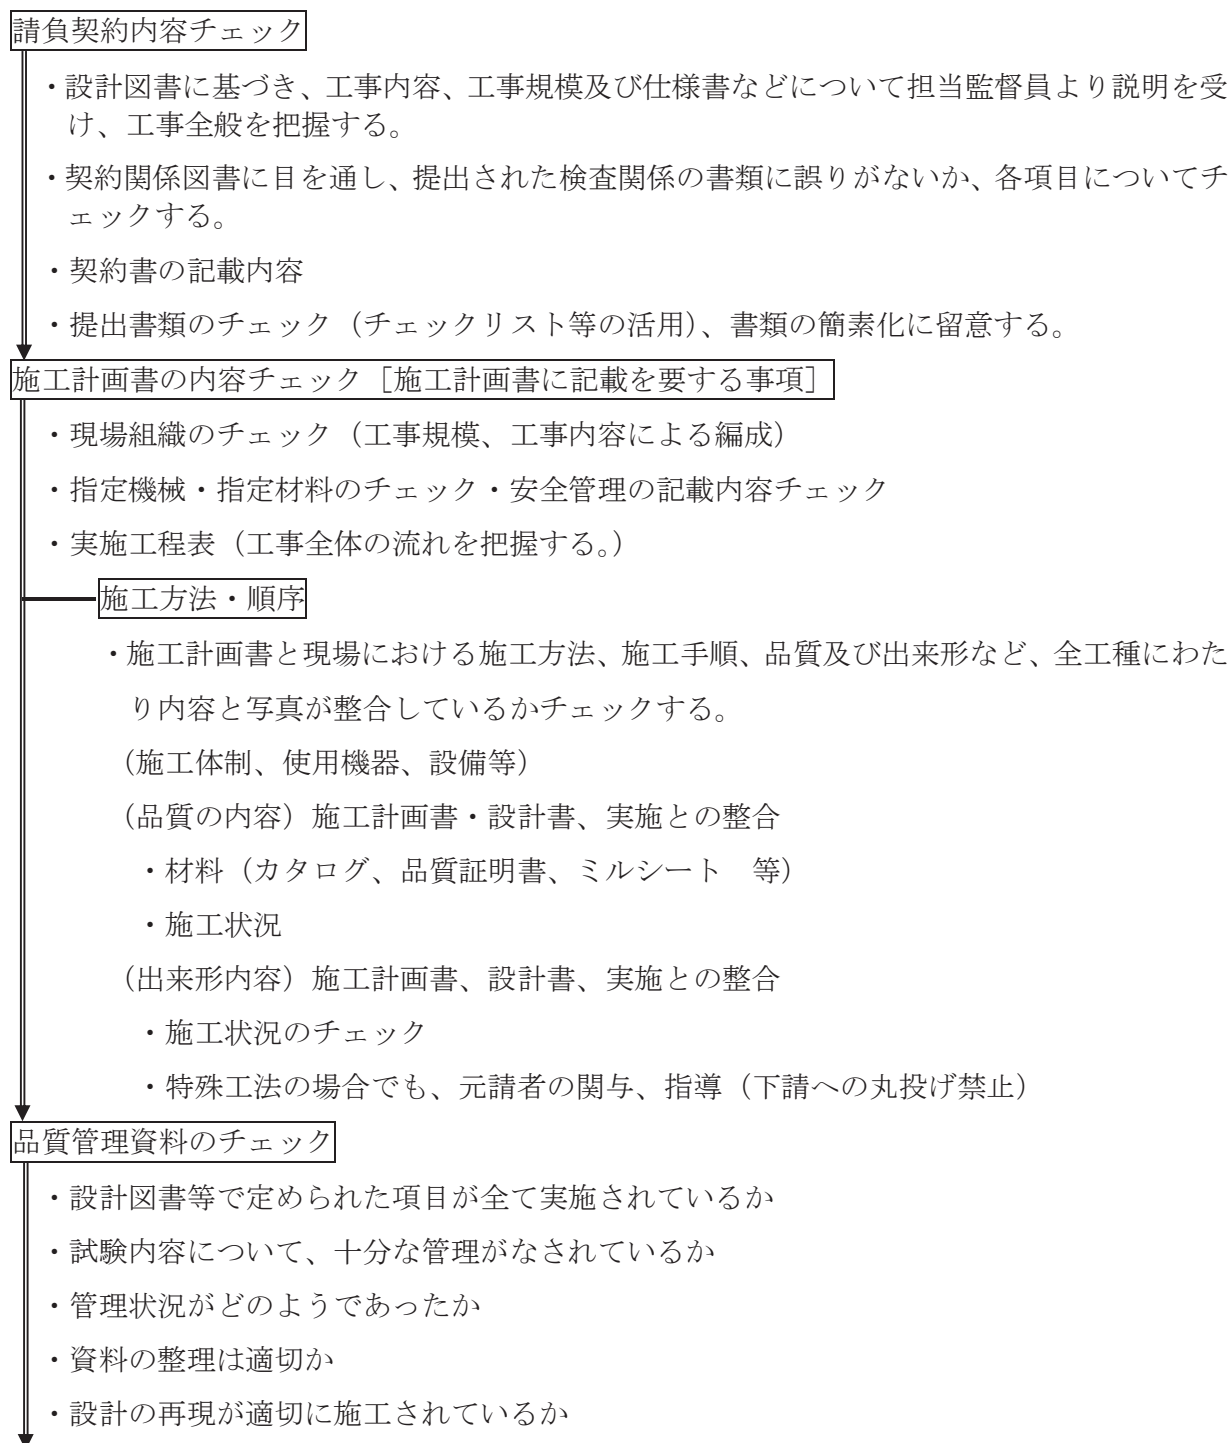 請負契約内容チェック
・設計図書に基づき、工事内容、工事規模及び仕様書などについて担当監督員より説明を受
け、工事全般を把握する。
・契約関係図書に目を通し、提出された検査関係の書類に誤りがないか、各項目についてチ
ェックする。
・契約書の記載内容
・提出書類のチェック（チェックリスト等の活用）、書類の簡素化に留意する。
施工計画書の内容チェック［施工計画書に記載を要する事項］
・現場組織のチェック（工事規模、工事内容による編成）
・指定機械・指定材料のチェック・安全管理の記載内容チェック
・実施工程表（工事全体の流れを把握する。）
施工方法・順序
・施工計画書と現場における施工方法、施工手順、品質及び出来形など、全工種にわた
り内容と写真が整合しているかチェックする。
（施工体制、使用機器、設備等）
（品質の内容）施工計画書・設計書、実施との整合
・材料（カタログ、品質証明書、ミルシート　等）
・施工状況
（出来形内容）施工計画書、設計書、実施との整合
・施工状況のチェック
・特殊工法の場合でも、元請者の関与、指導（下請への丸投げ禁止）
品質管理資料のチェック
・設計図書等で定められた項目が全て実施されているか
・試験内容について、十分な管理がなされているか
・管理状況がどのようであったか
・資料の整理は適切か
・設計の再現が適切に施工されているか